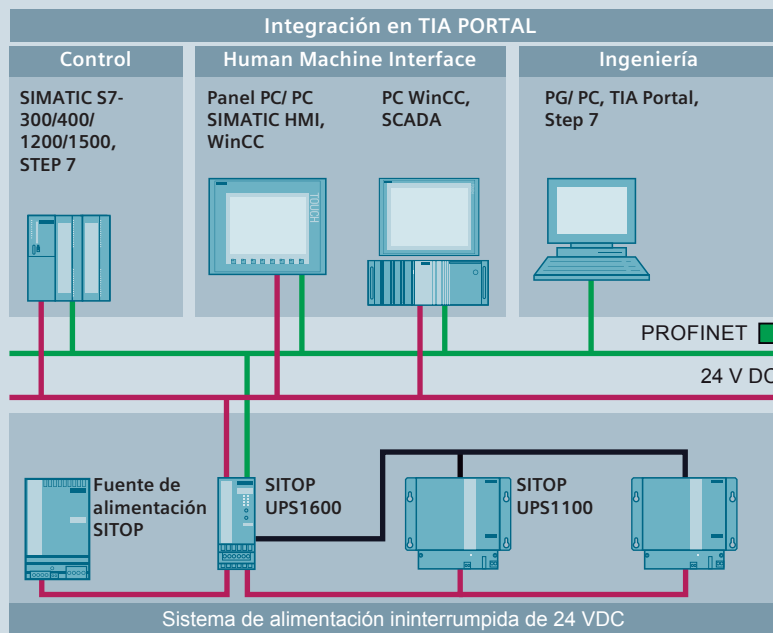 Integración en TIA PORTAL
Control
Human Machine Interface
Ingeniería
SIMATIC S7-
300/400/
1200/1500,
STEP 7
Panel PC/ PC
SIMATIC HMI,
WinCC
PC WinCC,
SCADA
PG/ PC, TIA Portal,
Step 7
TOUCH
PROFINET
24 V DC
Fuente de
alimentación
SITOP
SITOP
UPS1600
SITOP
UPS1100
Sistema de alimentación ininterrumpida de 24 VDC